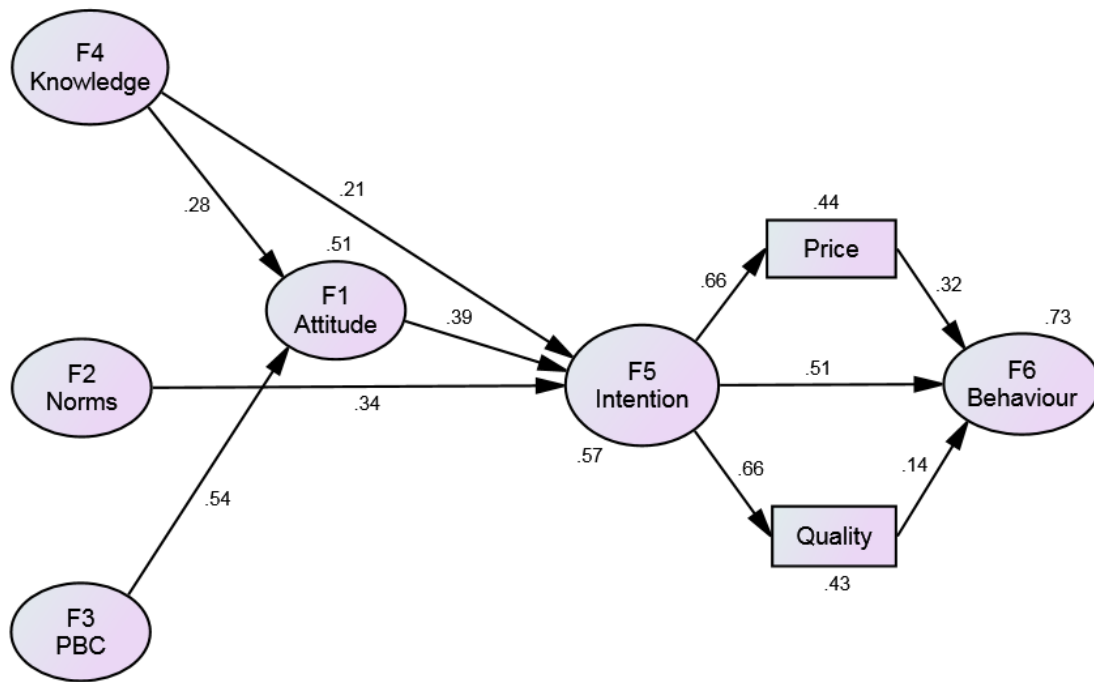 F4
Knowledge
.28
.21
.51
F1
Attitude
.39
.44
Price
.66
.32
.73
F2
Norms
.34
F5
Intention
.57
.51
F6
Behaviour
.66
.14
.54
Quality
.43
F3
PBC